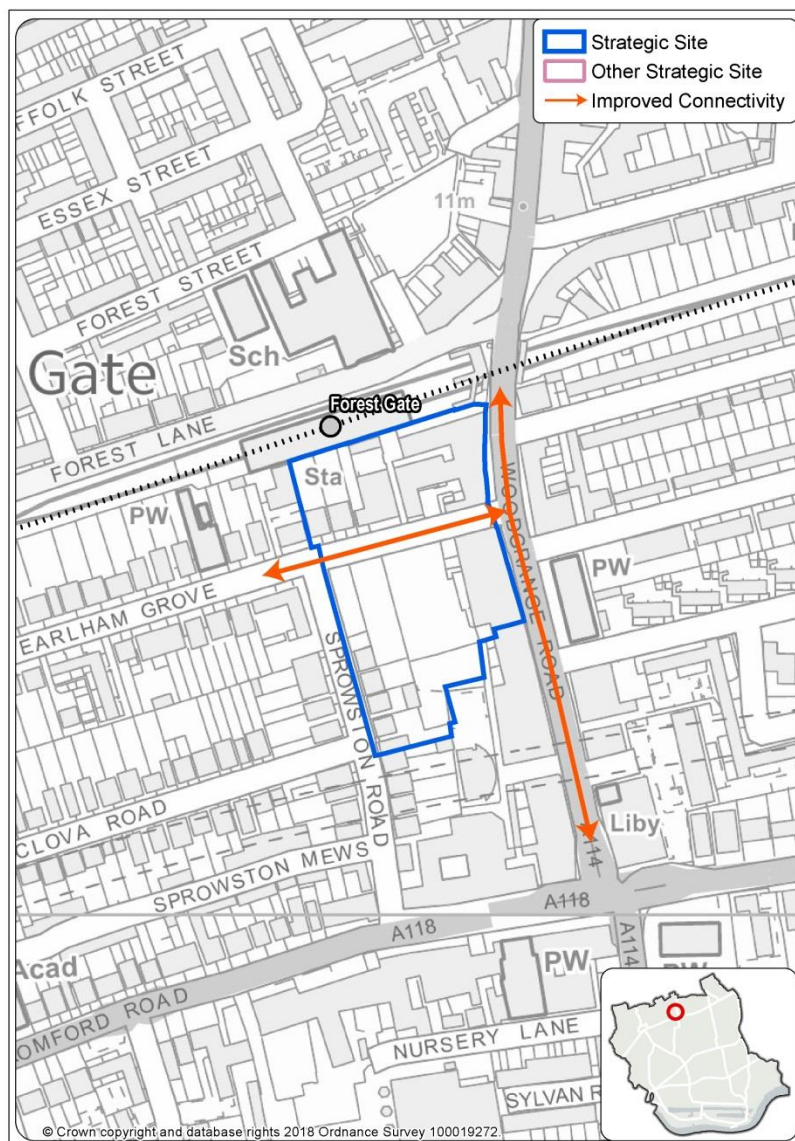 Strategic Site
Other Strategic Site
Improved Connectivity
FFOLK STREET
ESSEX STREET
11m
FOREST STREET
Sch
Gate
Forest Gate
FOREST LANE
Sta
PW
WOODGRANGE ROAD
PW
EARLHAM GROVE
SPROWSTON ROAD
CLOVA ROAD
Liby
SPROWSTON MEWS
A114
A118
A118
A114
Acad
PW
PW
ROMFORD ROAD
NURSERY LANE
SYLVAN R
© Crown copyright and database rights 2018 Ordnance Survey 100019272.